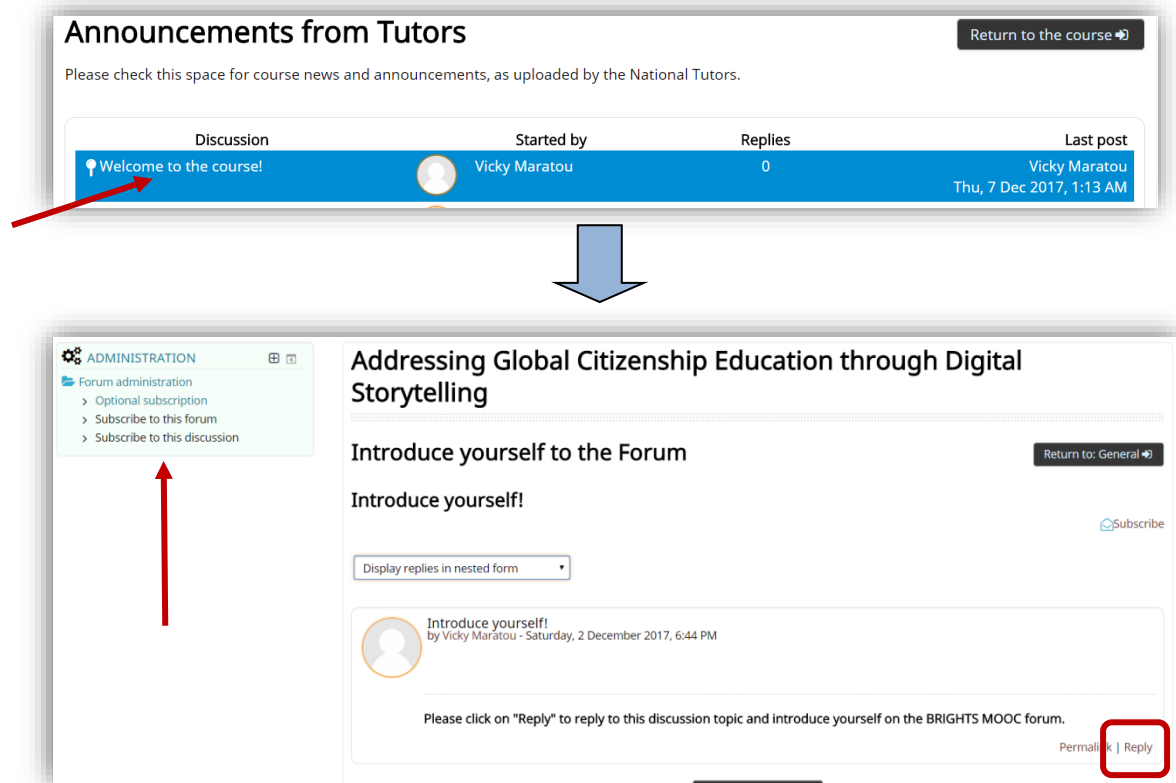 Announcements from Tutors
Return to the course
Please check this space for course news and announcements, as uploaded by the National Tutors.
Discussion Started by Replies Last post
Welcome to the course! Vicky Maratou 0 Vicky Maratou
Thu, 7 Dec 2017, 1:13 AM
ADMINISTRATION
Forum administration
Optional subscription
Subscribe to this forum
Subscribe to this discussion
Addressing Global Citizenship Education through Digital
Storytelling
Introduce yourself to the Forum
Return to: General
Introduce yourself!
Subscribe
Display replies in nested form
Introduce yourself!
by Vicky Maratou - Saturday, 2 December 2017, 6:44 PM
Please click on "Reply" to reply to this discussion topic and introduce yourself on the BRIGHTS MOOC forum.
Permalink | Reply